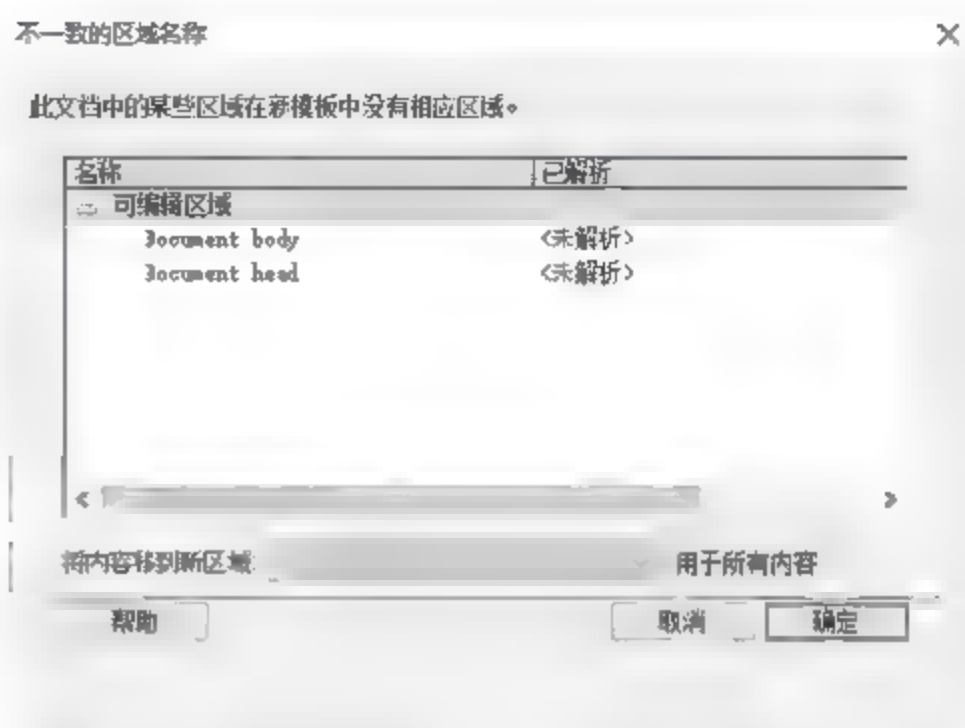 不一致的区域名称
此文档中的某些区域在新模板中没有相应区域。
名称 已解析
可编辑区域
Document body <未解析>
Document head <未解析>
将内容移到新区域: 用于所有内容
帮助 取消 确定